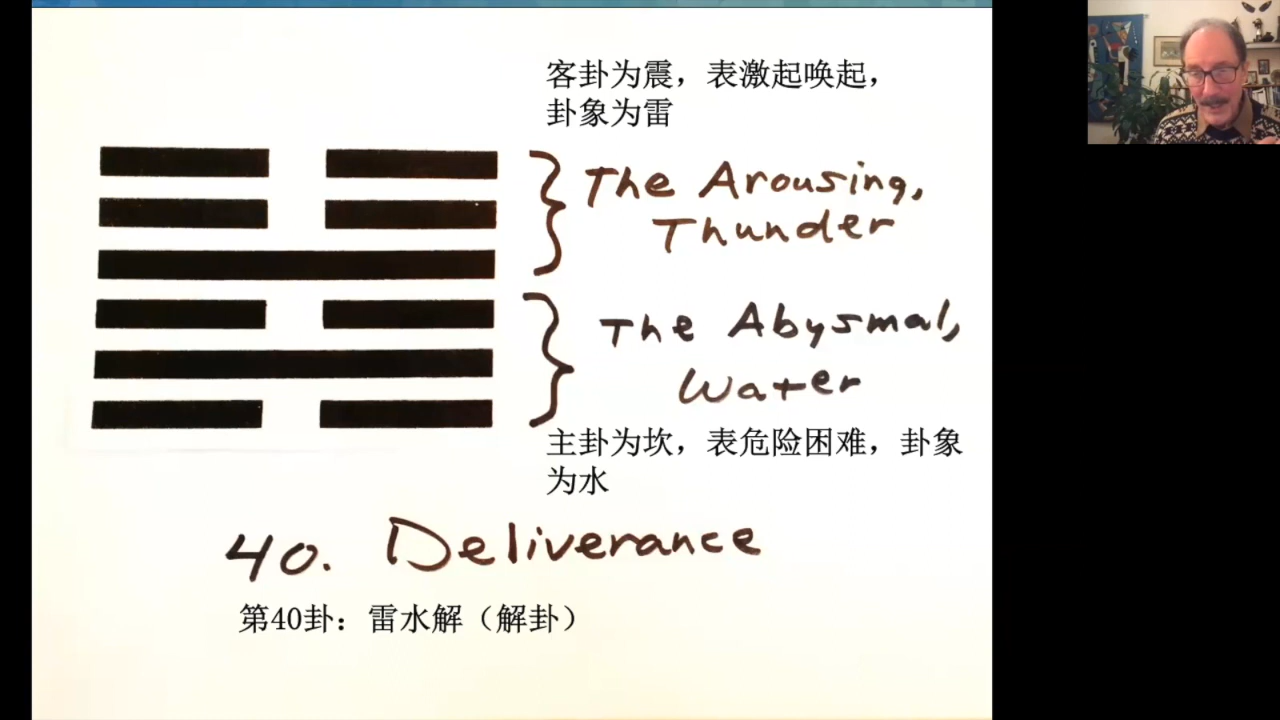 客卦为震，表激起唤起，
卦象为雷
The Arousing,
Thunder
The Abysmal,
Water
主卦为坎，表危险困难，卦象
为水
40. Deliverance
第40卦：雷水解（解卦）